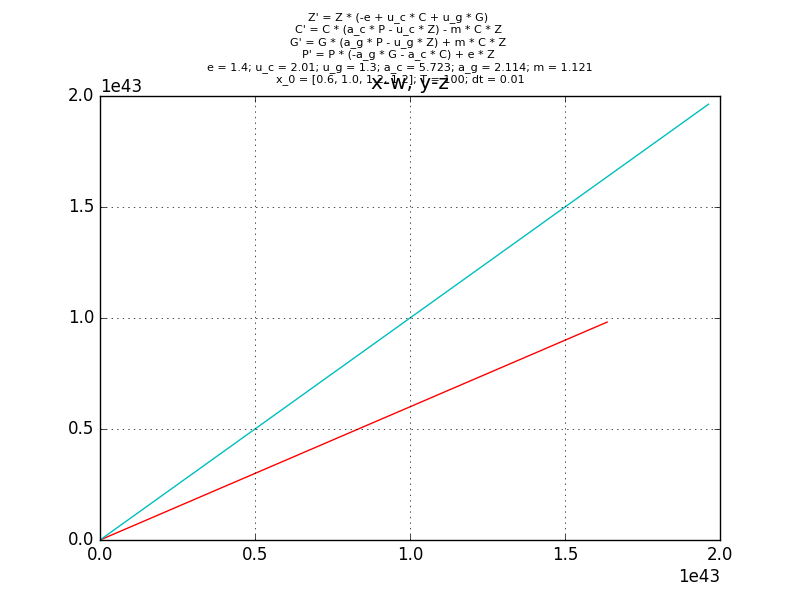 Z' = Z * (-e + u_c * C + u_g * G)
C' = C * (a_c * P - u_c * Z) - m * C * Z
G' = G * (a_g * P - u_g * Z) + m * C * Z
P' = P * (-a_g * G - a_c * C) + e * Z
e = 1.4; u_c = 2.01; u_g = 1.3; a_c = 5.723; a_g = 2.114; m = 1.121
x_0 = [0.6, 1.0, 1.2, 1.2]; T = 100; dt = 0.01
x-w, y-z
1e43
2.0
1.5
1.0
0.5
0.0
0.0 0.5 1.0 1.5 2.0
1e43